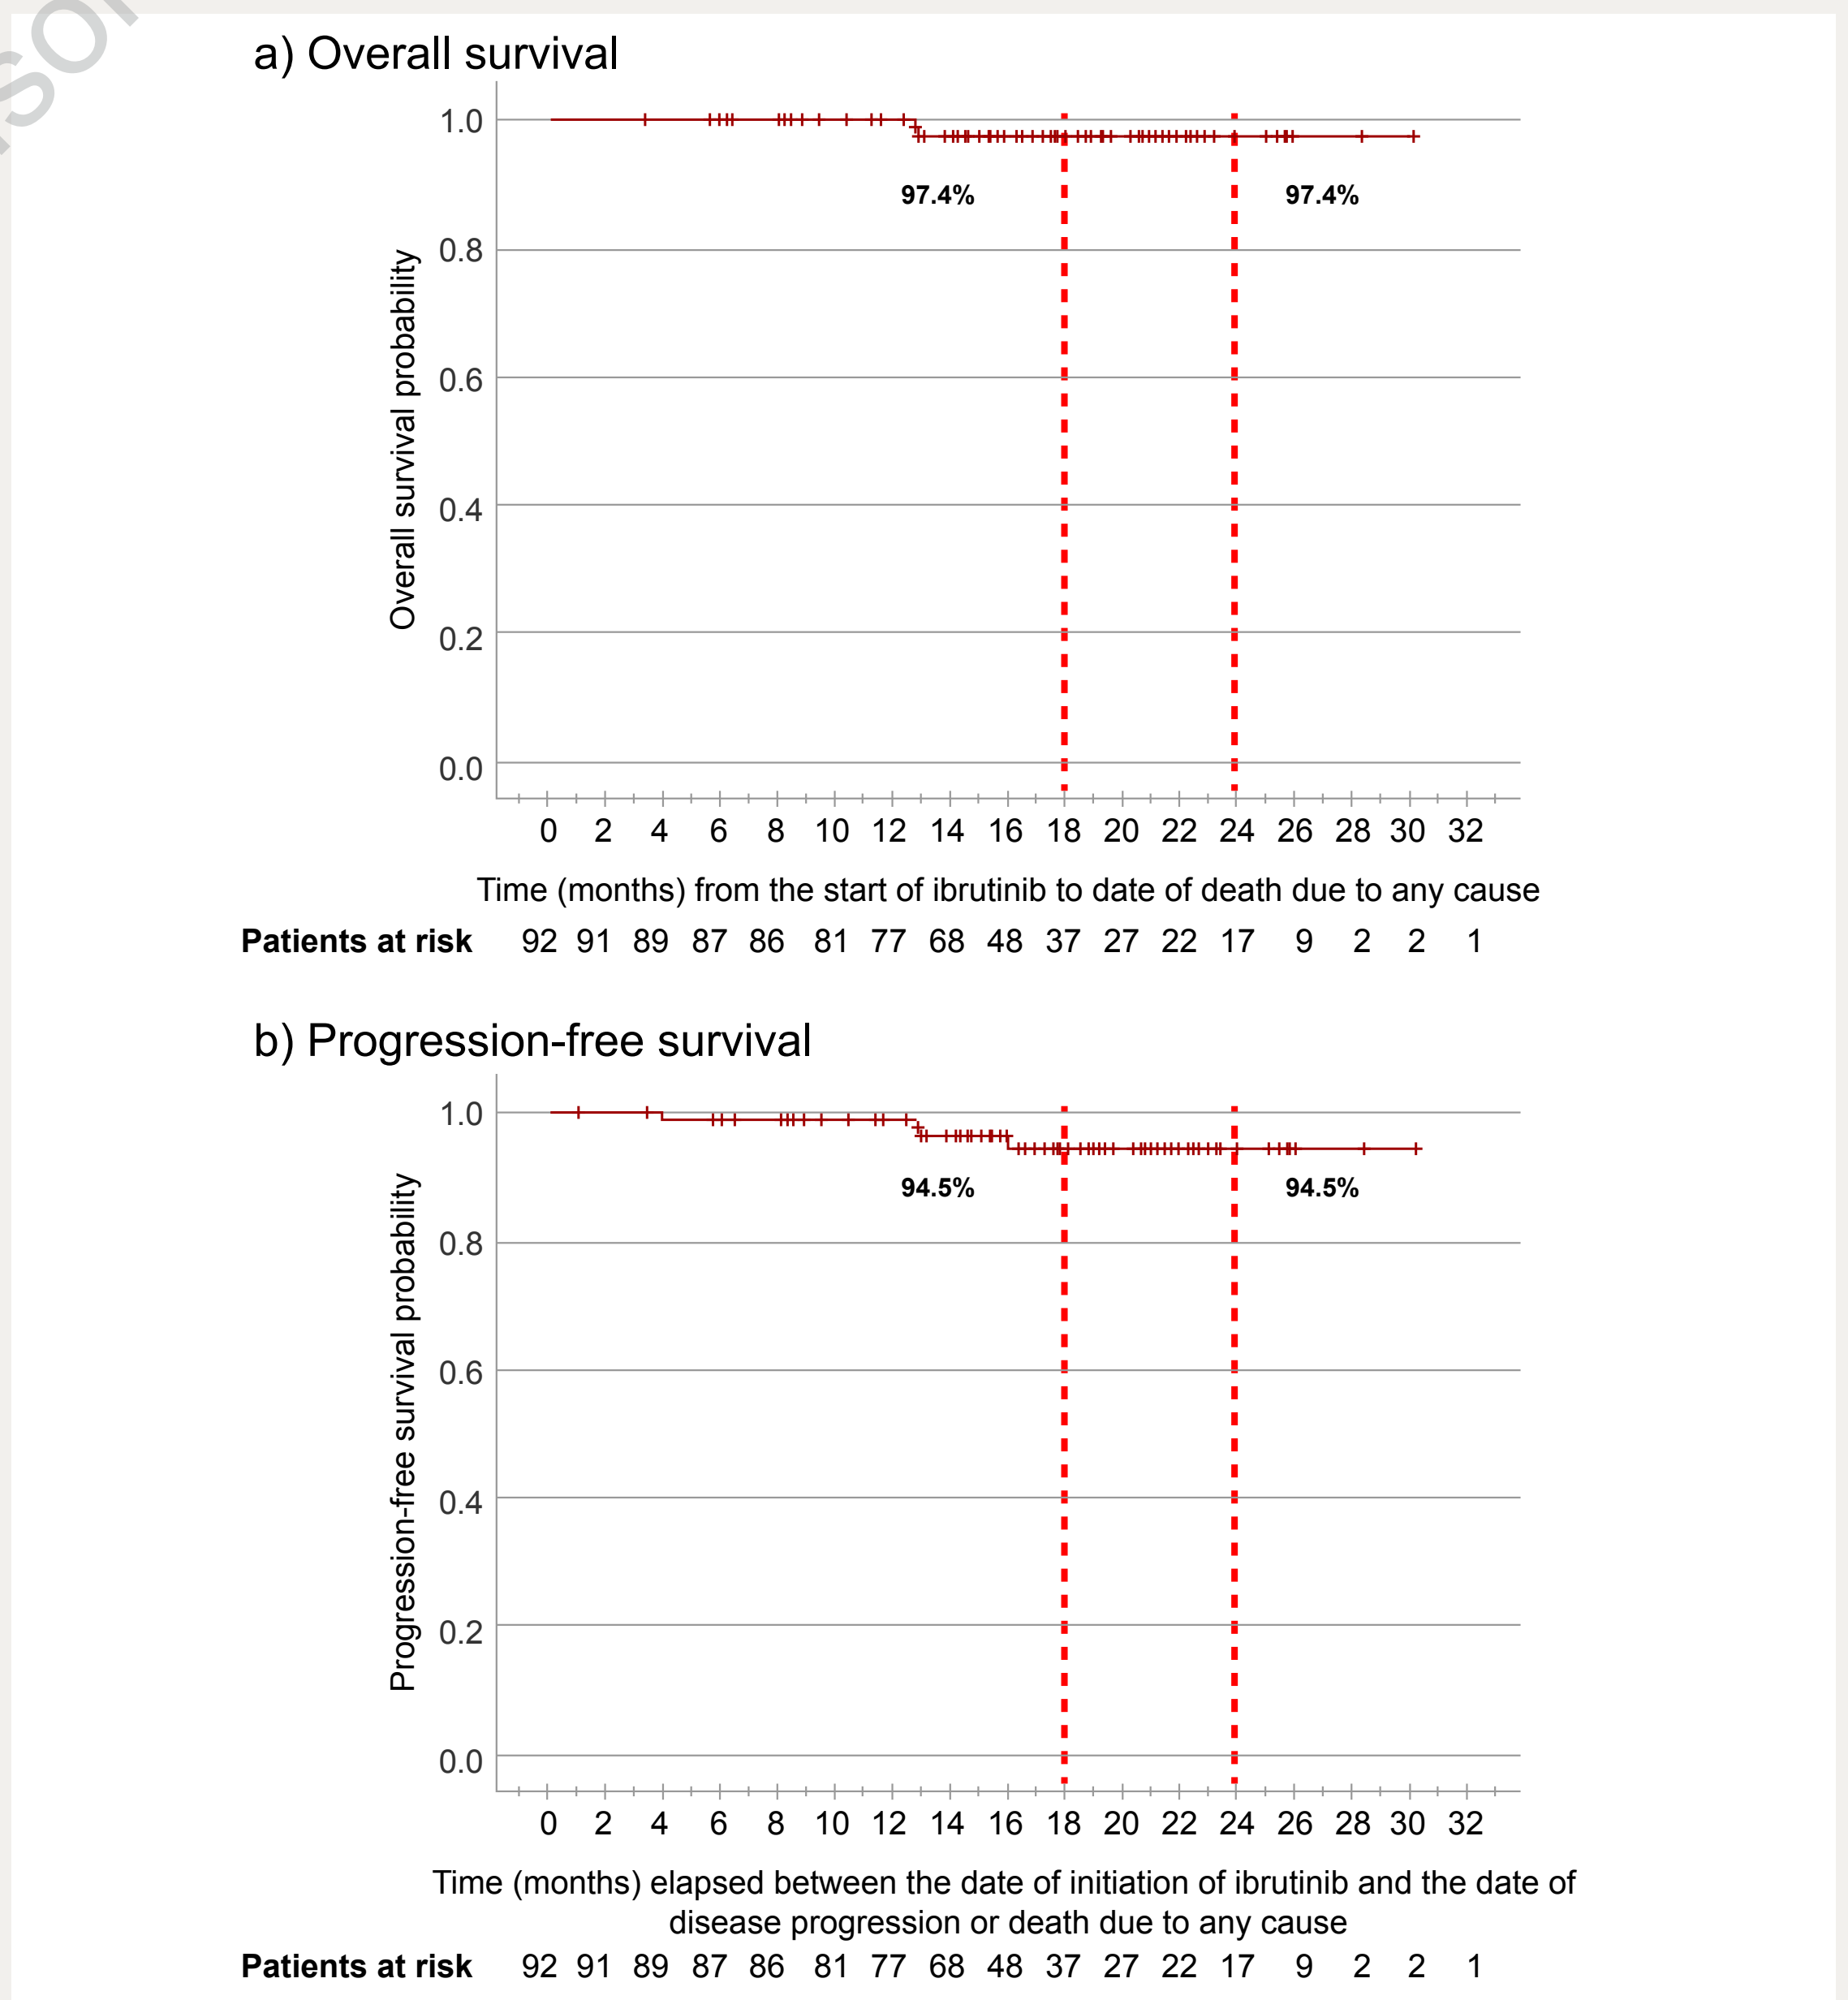 a) Overall survival
1.0
0.8
0.6
0.4
0.2
0.0
Overall survival probability
97.4%
97.4%
0 2 4 6 8 10 12 14 16 18 20 22 24 26 28 30 32
Time (months) from the start of ibrutinib to date of death due to any cause
Patients at risk 92 91 89 87 86 81 77 68 48 37 27 22 17 9 2 2 1
b) Progression-free survival
1.0
0.8
0.6
0.4
0.2
0.0
Progression-free survival probability
94.5%
94.5%
0 2 4 6 8 10 12 14 16 18 20 22 24 26 28 30 32
Time (months) elapsed between the date of initiation of ibrutinib and the date of
disease progression or death due to any cause
Patients at risk 92 91 89 87 86 81 77 68 48 37 27 22 17 9 2 2 1